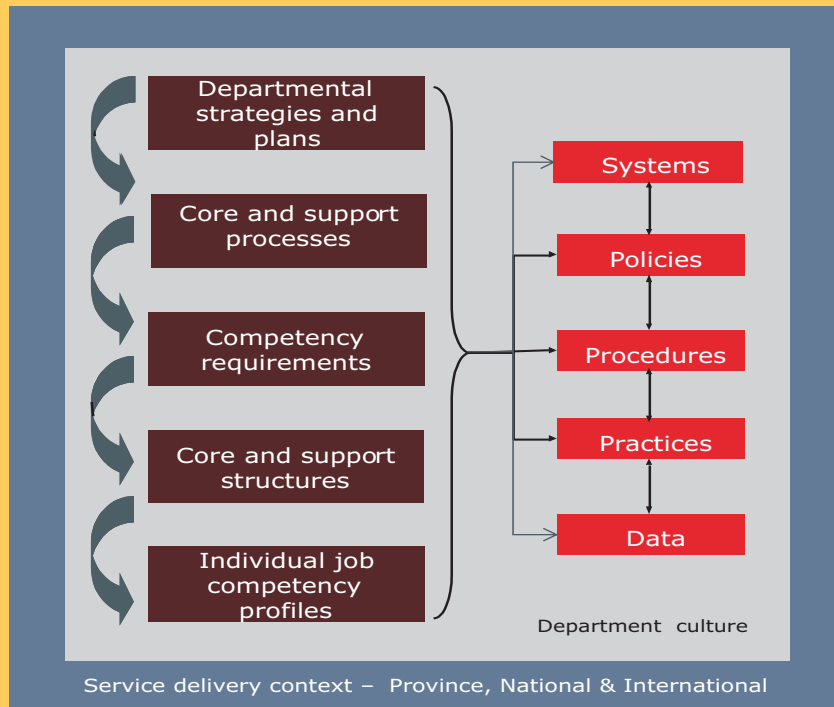 Departmental
strategies and
plans
Core and support
processes
Competency
requirements
Core and support
structures
Individual job
competency
profiles
Systems
Policies
Procedures
Practices
Data
Department culture
Service delivery context – Province, National & International